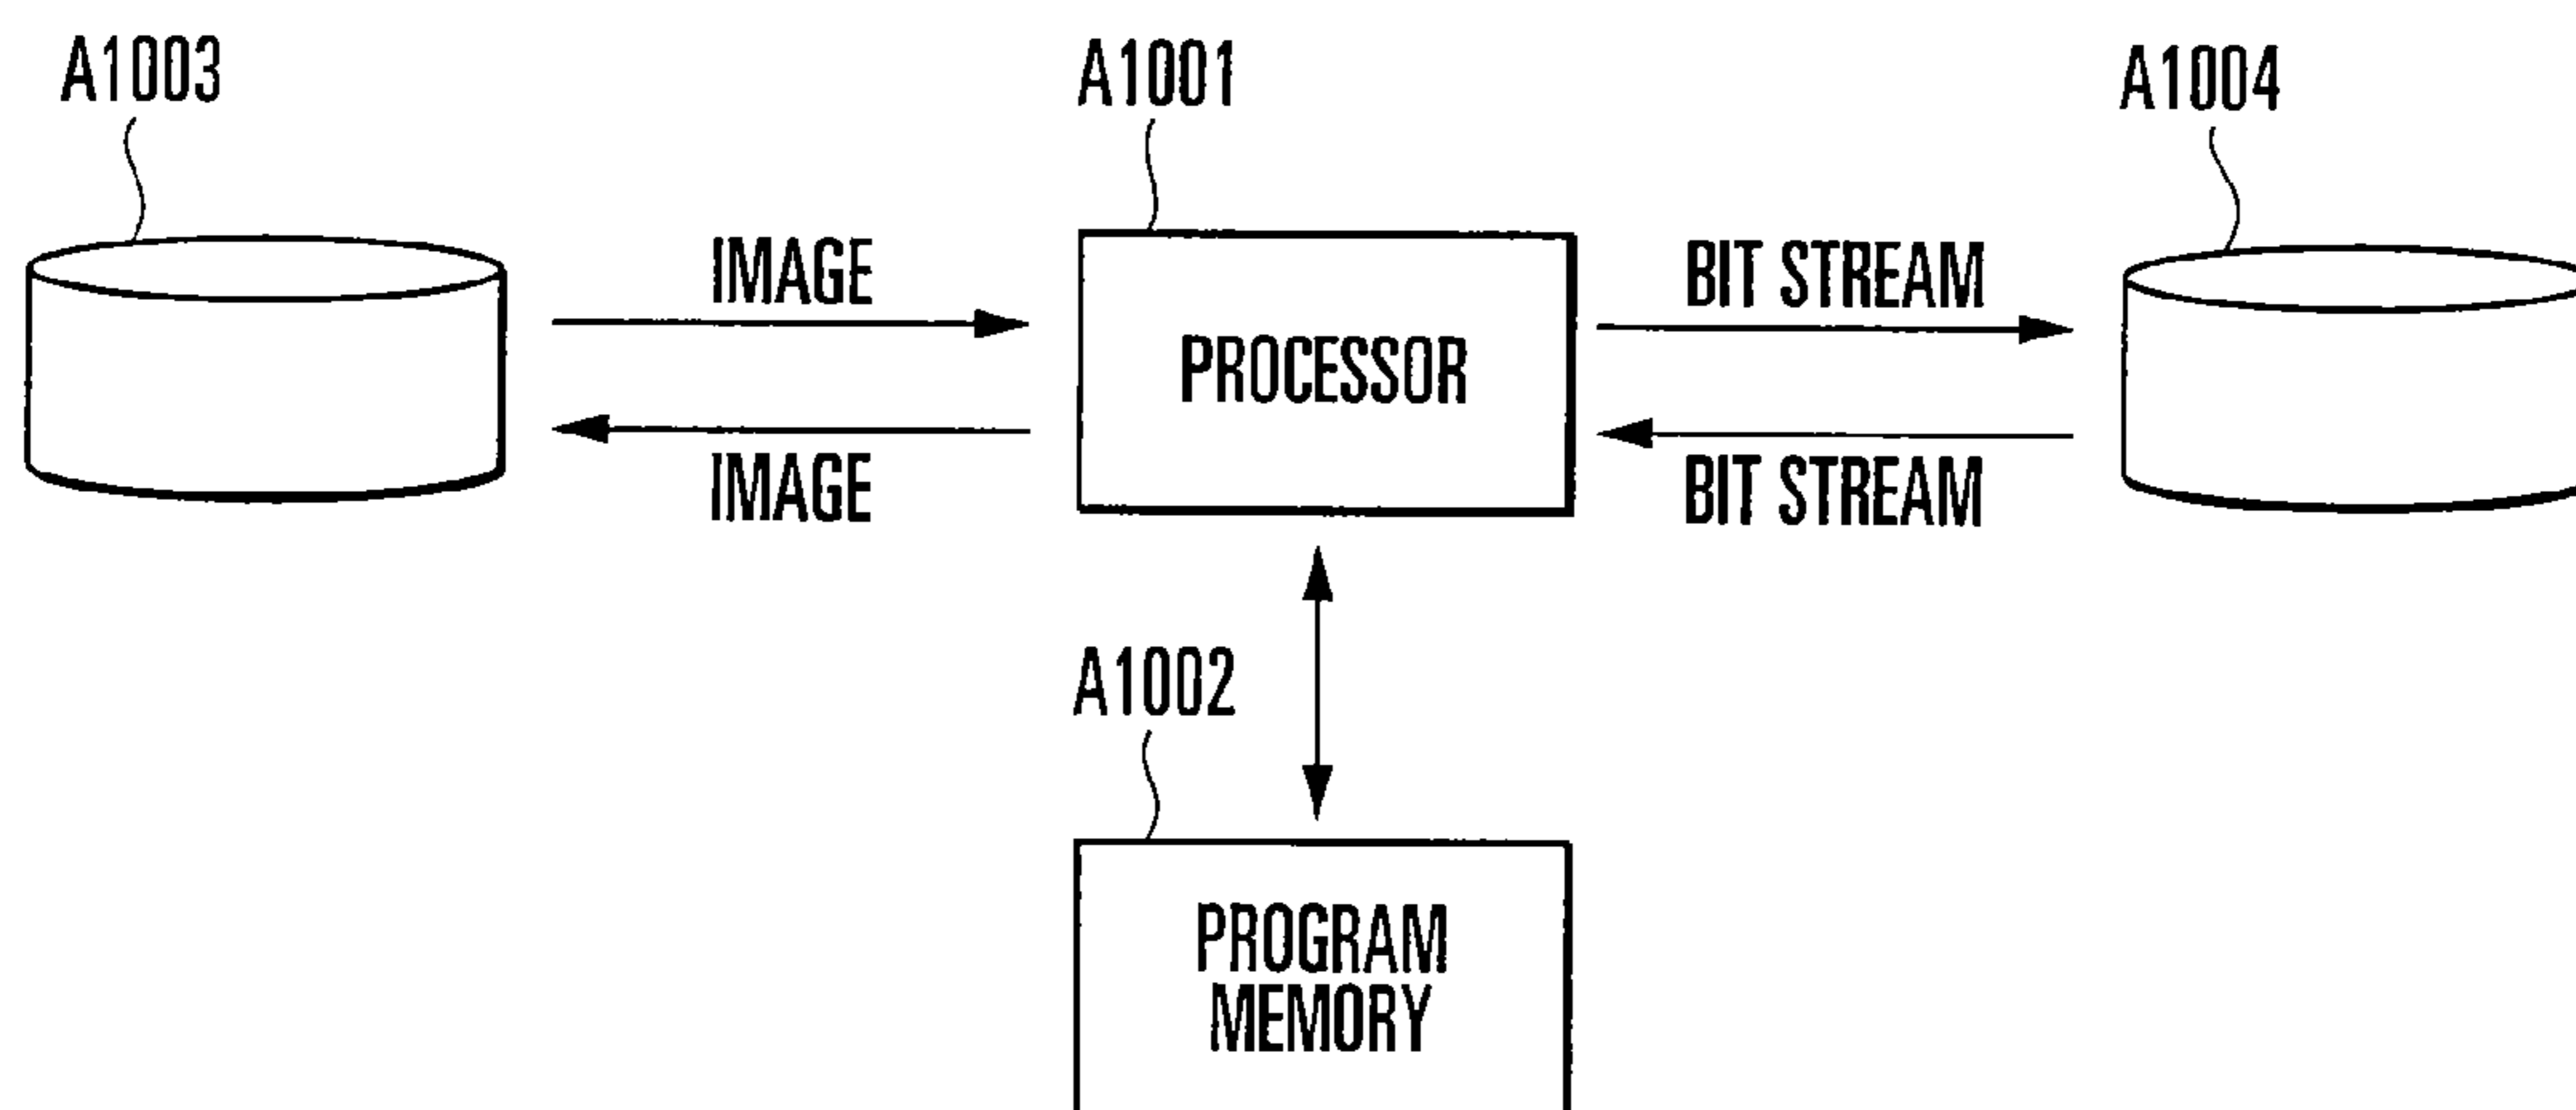 A1003
A1001
A1004
IMAGE
BIT STREAM
PROCESSOR
IMAGE
BIT STREAM
A1002
PROGRAM
MEMORY